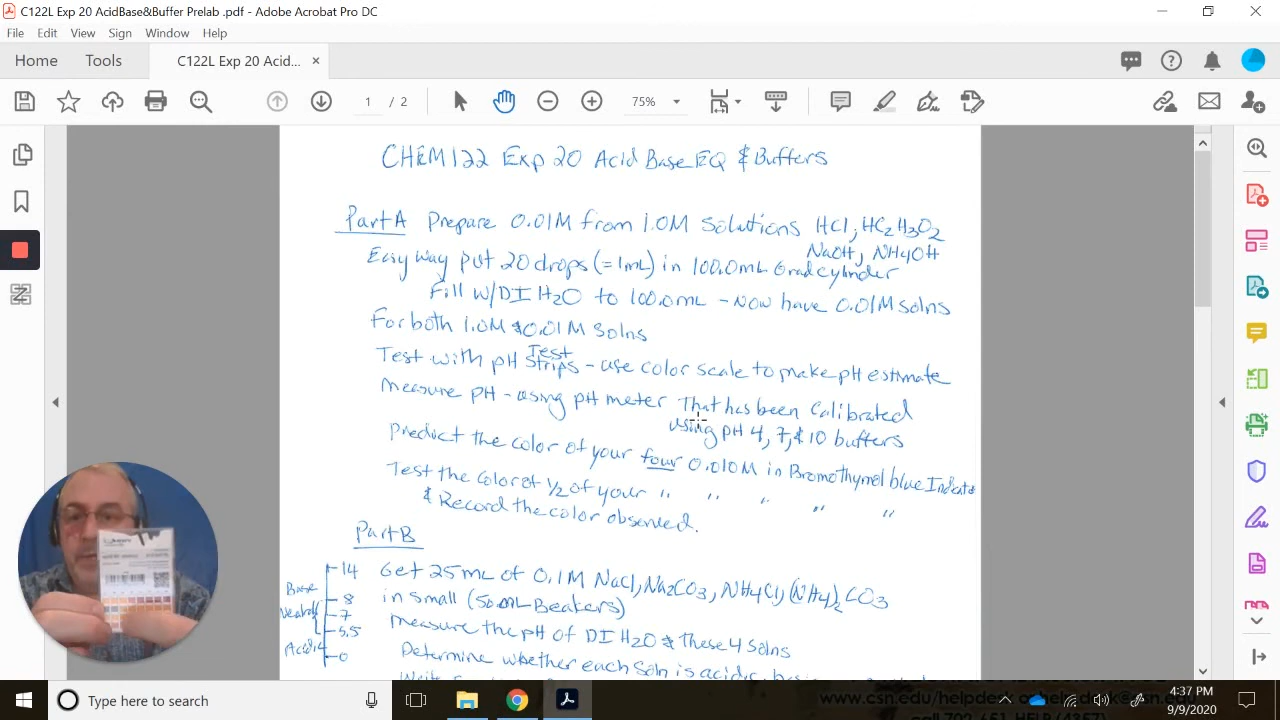 C122L Exp 20 AcidBase&Buffer Prelab .pdf - Adobe Acrobat Pro DC
File Edit View Sign Window Help
Home Tools C122L Exp 20 Acid... ×
1 / 2 75%
CHEM122 Exp 20 Acid Base EQ & Buffers
Part A Prepare 0.01M from 1.0M Solutions HCl, HC2H3O2
NaOH, NH4OH
Easy way put 20 drops (=1mL) in 100.0mL Grad cylinder
Fill w/DI H2O to 100.0mL - Now have 0.01M solns
For both 1.0M & 0.01M Solns
Test with pH Test Strips - use color scale to make pH estimate
Measure pH - using pH meter That has been Calibrated
using pH 4, 7, & 10 buffers
Predict the color of your four 0.010M in Bromothymol blue Indicator
Test the Color of 1/2 of your " " " " "
& Record the color observed.
Part B
14 Get 25mL of 0.1M NaCl, Na2CO3, NH4Cl, (NH4)2CO3
Base 8 in small (50mL Beakers)
Neutral 7
5.5 Measure the pH of DI H2O & these 4 Solns
Acidic 0 Determine whether each Soln is acidic, basic
Type here to search
www.csn.edu/helpdesk
4:37 PM
9/9/2020